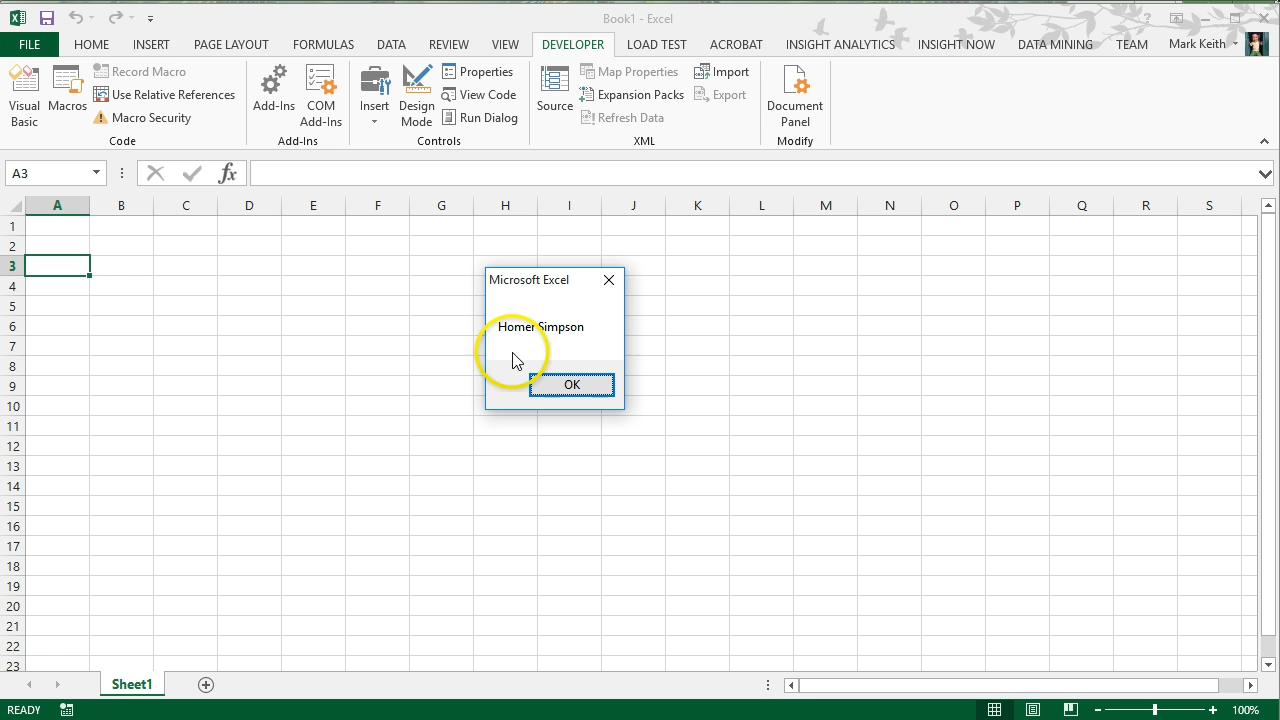 Book1 - Excel
FILE HOME INSERT PAGE LAYOUT FORMULAS DATA REVIEW VIEW DEVELOPER LOAD TEST ACROBAT INSIGHT ANALYTICS INSIGHT NOW DATA MINING TEAM Mark Keith
Visual Basic
Macros
Record Macro
Use Relative References
Macro Security
Code
Add-Ins
COM Add-Ins
Add-Ins
Insert
Design Mode
Properties
View Code
Run Dialog
Controls
Source
Map Properties
Expansion Packs
Refresh Data
Import
Export
XML
Document Panel
Modify
A3
fx
A B C D E F G H I J K L M N O P Q R S
1
2
3
4
5
6
7
8
9
10
11
12
13
14
15
16
17
18
19
20
21
22
23
Microsoft Excel
Homer Simpson
OK
Sheet1
READY
100%